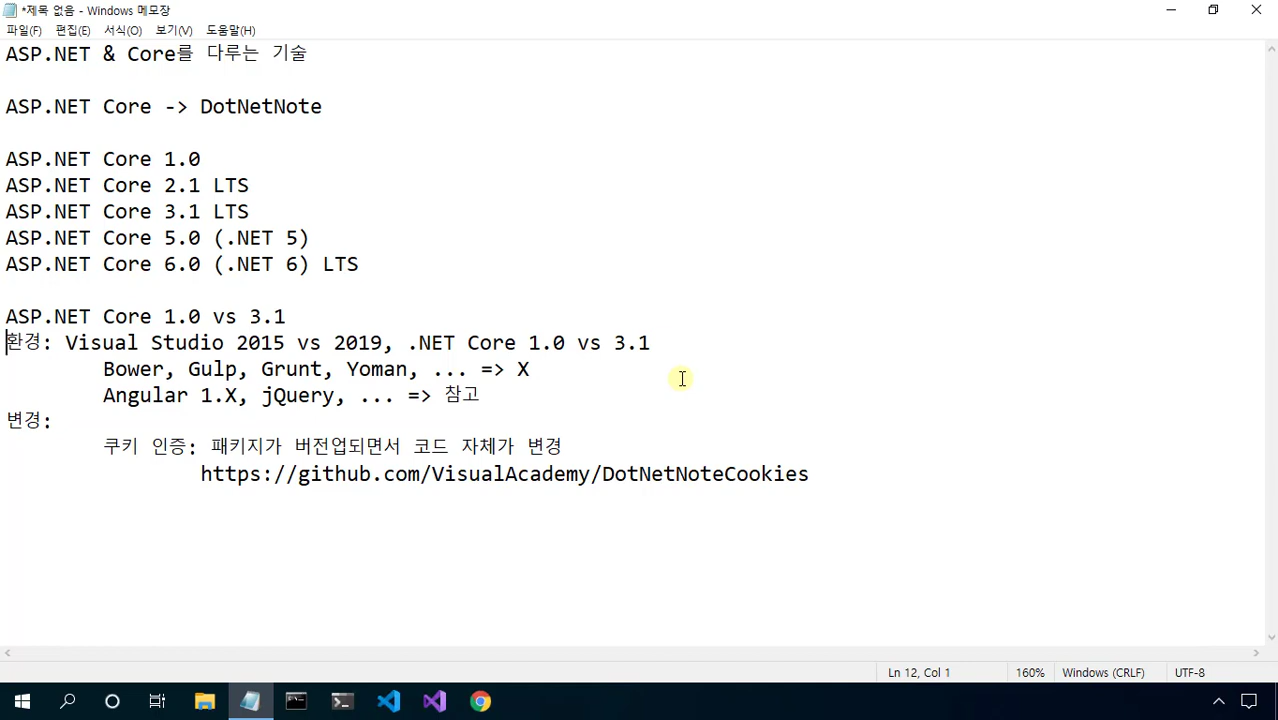 *제목 없음 - Windows 메모장
파일(F) 편집(E) 서식(O) 보기(V) 도움말(H)
ASP.NET & Core를 다루는 기술
ASP.NET Core -> DotNetNote
ASP.NET Core 1.0
ASP.NET Core 2.1 LTS
ASP.NET Core 3.1 LTS
ASP.NET Core 5.0 (.NET 5)
ASP.NET Core 6.0 (.NET 6) LTS
ASP.NET Core 1.0 vs 3.1
환경: Visual Studio 2015 vs 2019, .NET Core 1.0 vs 3.1
Bower, Gulp, Grunt, Yoman, ... => X
Angular 1.X, jQuery, ... => 참고
변경:
쿠키 인증: 패키지가 버전업되면서 코드 자체가 변경
https://github.com/VisualAcademy/DotNetNoteCookies
Ln 12, Col 1 160% Windows (CRLF) UTF-8